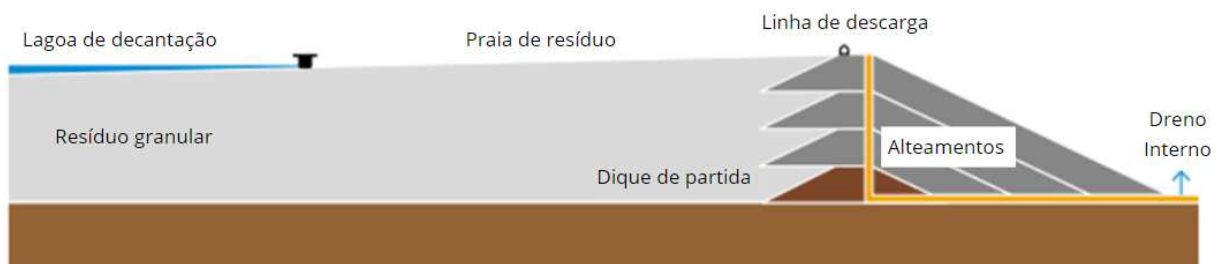 Linha de descarga
Lagoa de decantação
Praia de resíduo
Resíduo granular
Dreno
Interno
Alteamentos
Dique de partida